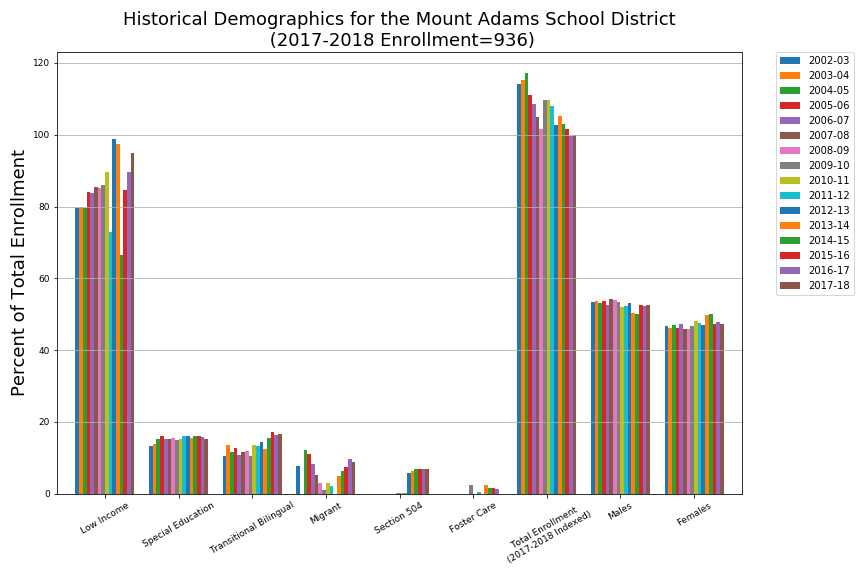 Historical Demographics for the Mount Adams School District
(2017-2018 Enrollment=936)
Percent of Total Enrollment
120
100
80
60
40
20
0
Low Income
Special Education
Transitional Bilingual
Migrant
Section 504
Foster Care
Total Enrollment
(2017-2018 Indexed)
Males
Females
2002-03
2003-04
2004-05
2005-06
2006-07
2007-08
2008-09
2009-10
2010-11
2011-12
2012-13
2013-14
2014-15
2015-16
2016-17
2017-18